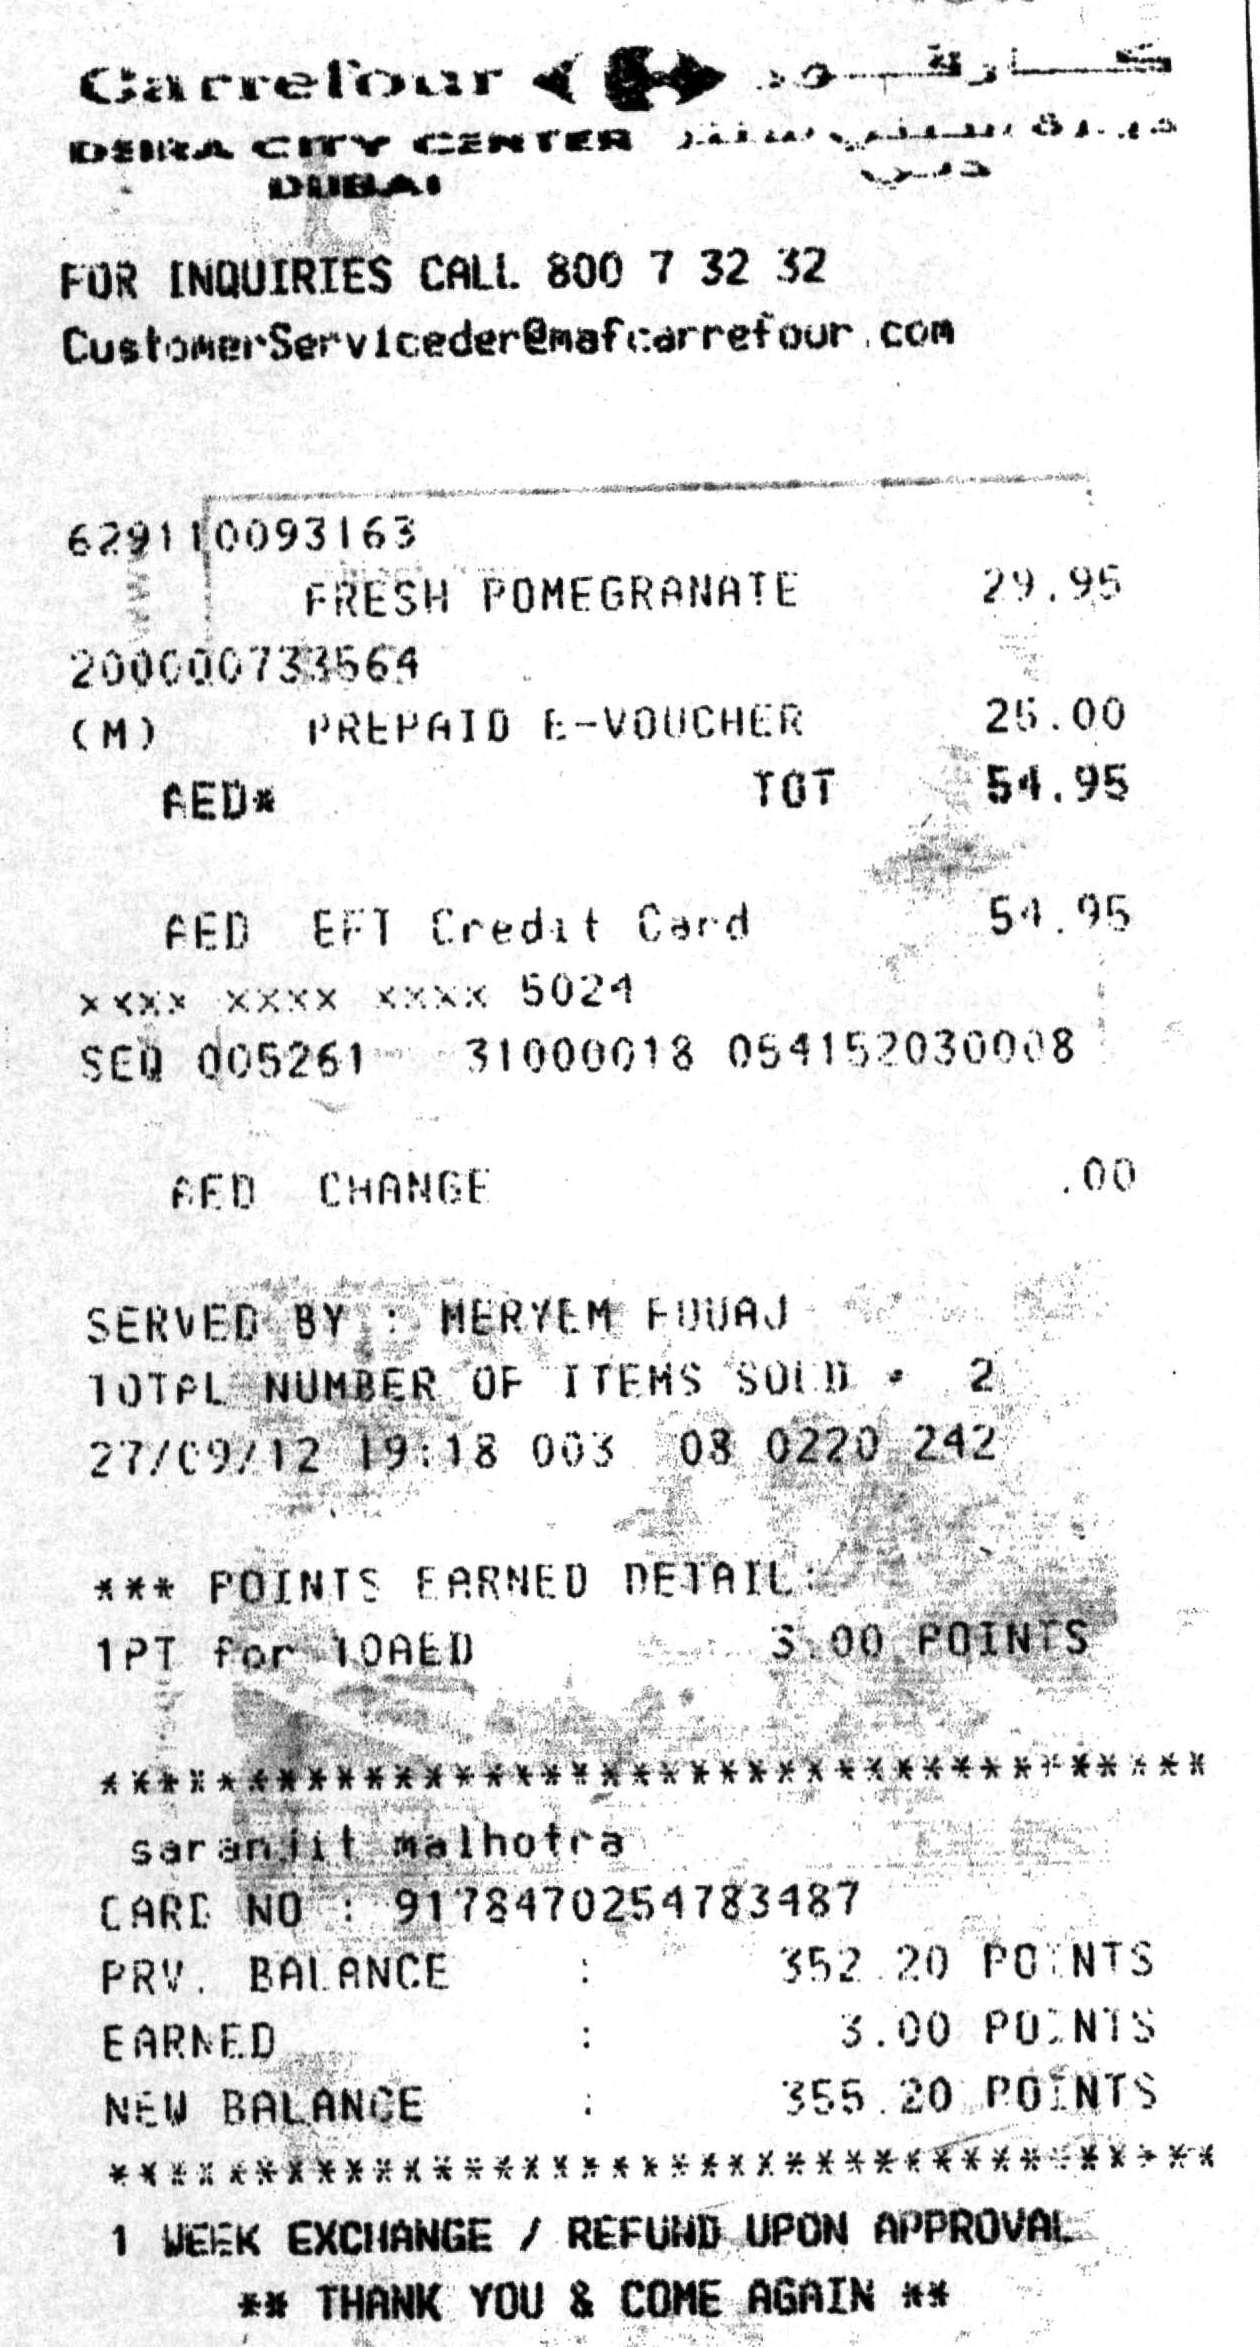 Carrefour كارفور
DEIRA CITY CENTER
DUBAI دبي
FOR INQUIRIES CALL 800 7 32 32
CustomerServiceder@mafcarrefour.com
629110093163
FRESH POMEGRANATE 29.95
200000733564
(M) PREPAID E-VOUCHER 25.00
AED* TOT 54.95
AED EFT Credit Card 54.95
xxxx xxxx xxxx 5024
SEQ 005261 31000018 054152030008
AED CHANGE .00
SERVED BY : MERYEM FOUAJ
TOTAL NUMBER OF ITEMS SOLD : 2
27/09/12 19:18 003 08 0220 242
*** POINTS EARNED DETAIL:
1PT for 10AED 3.00 POINTS
**************************************
saranjit malhotra
CARD NO : 9178470254783487
PRV. BALANCE : 352.20 POINTS
EARNED : 3.00 POINTS
NEW BALANCE : 355.20 POINTS
**************************************
1 WEEK EXCHANGE / REFUND UPON APPROVAL
** THANK YOU & COME AGAIN **